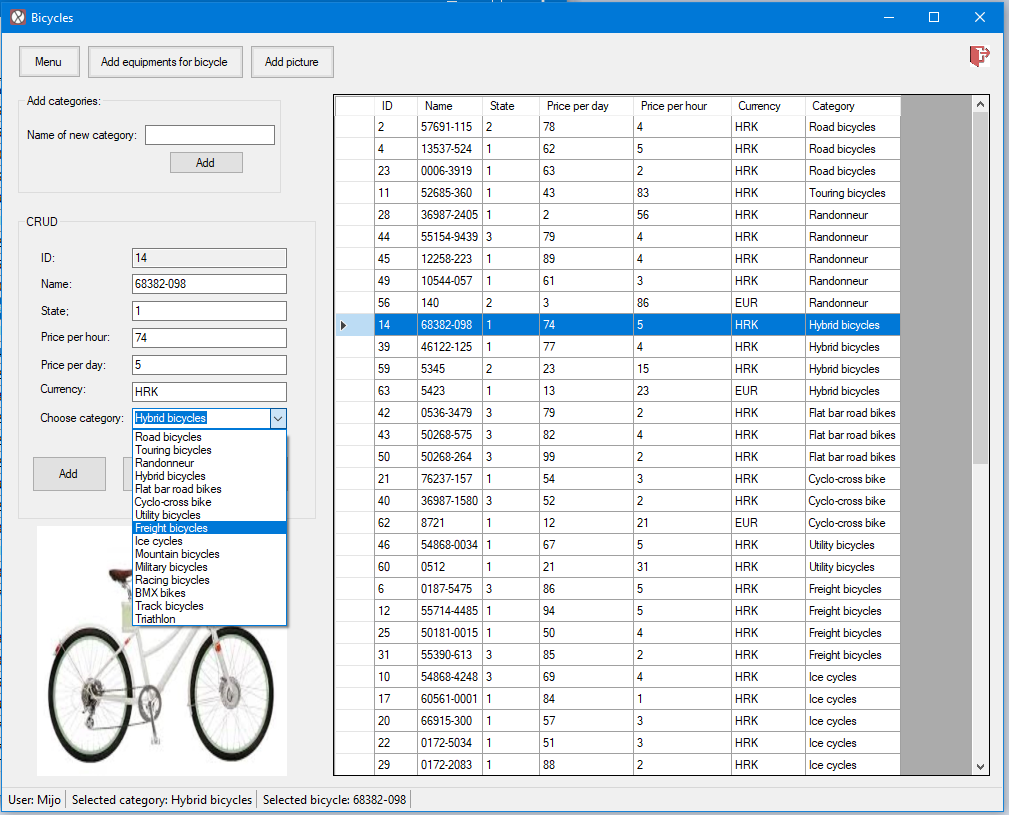 Bicycles
Menu Add equipments for bicycle Add picture
Add categories:
Name of new category:
Add
CRUD
ID: 14
Name: 68382-098
State; 1
Price per hour: 74
Price per day: 5
Currency: HRK
Choose category: Hybrid bicycles
Road bicycles
Touring bicycles
Randonneur
Hybrid bicycles
Flat bar road bikes
Cyclo-cross bike
Utility bicycles
Freight bicycles
Ice cycles
Mountain bicycles
Military bicycles
Racing bicycles
BMX bikes
Track bicycles
Triathlon
Add
ID Name State Price per day Price per hour Currency Category
2 57691-115 2 78 4 HRK Road bicycles
4 13537-524 1 62 5 HRK Road bicycles
23 0006-3919 1 63 2 HRK Road bicycles
11 52685-360 1 43 83 HRK Touring bicycles
28 36987-2405 1 2 56 HRK Randonneur
44 55154-9439 3 79 4 HRK Randonneur
45 12258-223 1 89 4 HRK Randonneur
49 10544-057 1 61 3 HRK Randonneur
56 140 2 3 86 EUR Randonneur
14 68382-098 1 74 5 HRK Hybrid bicycles
39 46122-125 1 77 4 HRK Hybrid bicycles
59 5345 2 23 15 HRK Hybrid bicycles
63 5423 1 13 23 EUR Hybrid bicycles
42 0536-3479 3 79 2 HRK Flat bar road bikes
43 50268-575 3 82 4 HRK Flat bar road bikes
50 50268-264 3 99 2 HRK Flat bar road bikes
21 76237-157 1 54 3 HRK Cyclo-cross bike
40 36987-1580 3 52 2 HRK Cyclo-cross bike
62 8721 1 12 21 EUR Cyclo-cross bike
46 54868-0034 1 67 5 HRK Utility bicycles
60 0512 1 21 31 HRK Utility bicycles
6 0187-5475 3 86 5 HRK Freight bicycles
12 55714-4485 1 94 5 HRK Freight bicycles
25 50181-0015 1 50 4 HRK Freight bicycles
31 55390-613 3 85 2 HRK Freight bicycles
10 54868-4248 3 69 4 HRK Ice cycles
17 60561-0001 1 84 1 HRK Ice cycles
20 66915-300 1 57 3 HRK Ice cycles
22 0172-5034 1 51 3 HRK Ice cycles
29 0172-2083 1 88 2 HRK Ice cycles
User: Mijo Selected category: Hybrid bicycles Selected bicycle: 68382-098